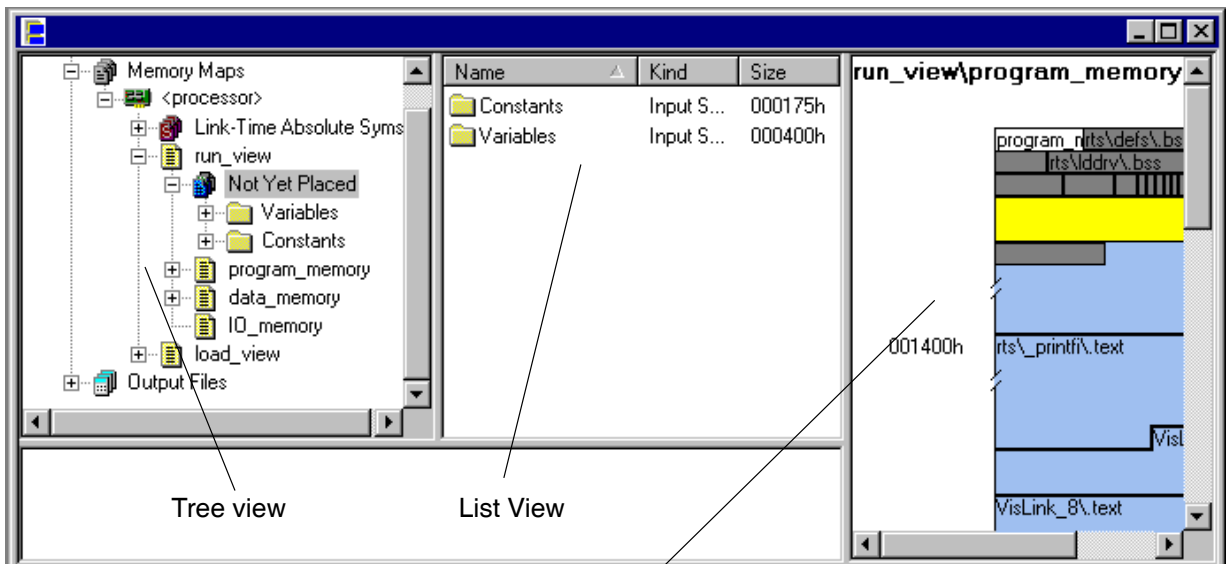 Memory Maps
<processor>
Link-Time Absolute Syms
run_view
Not Yet Placed
Variables
Constants
program_memory
data_memory
IO_memory
load_view
Output Files
Name Kind Size
Constants Input S... 000175h
Variables Input S... 000400h
run_view\program_memory
program_n rts\defs\.bs
rts\lddrv\.bss
001400h rts\_printfi\.text
VisL
VisLink_8\.text
Tree view
List View